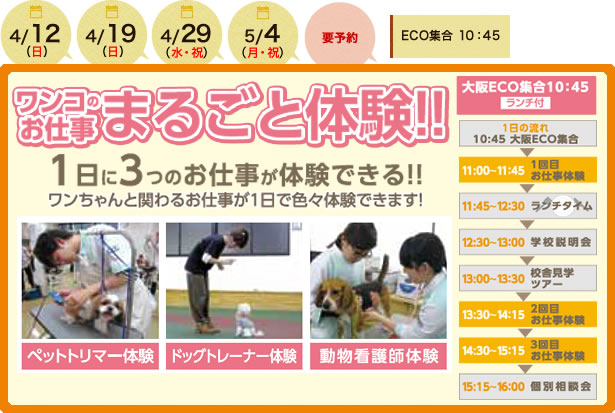 4/12
(日)
4/19
(日)
4/29
(水・祝)
5/4
(月・祝)
要予約
ECO集合 10：45
ワンコの
お仕事
まるごと体験!!
1日に3つのお仕事が体験できる!!
ワンちゃんと関わるお仕事が1日で色々体験できます!
ペットトリマー体験
ドッグトレーナー体験
動物看護師体験
大阪ECO集合10:45
ランチ付
1日の流れ
10:45 大阪ECO集合
11:00~11:45 1回目
お仕事体験
11:45~12:30 ランチタイム
12:30~13:00 学校説明会
13:00~13:30 校舎見学
ツアー
13:30~14:15 2回目
お仕事体験
14:30~15:15 3回目
お仕事体験
15:15~16:00 個別相談会